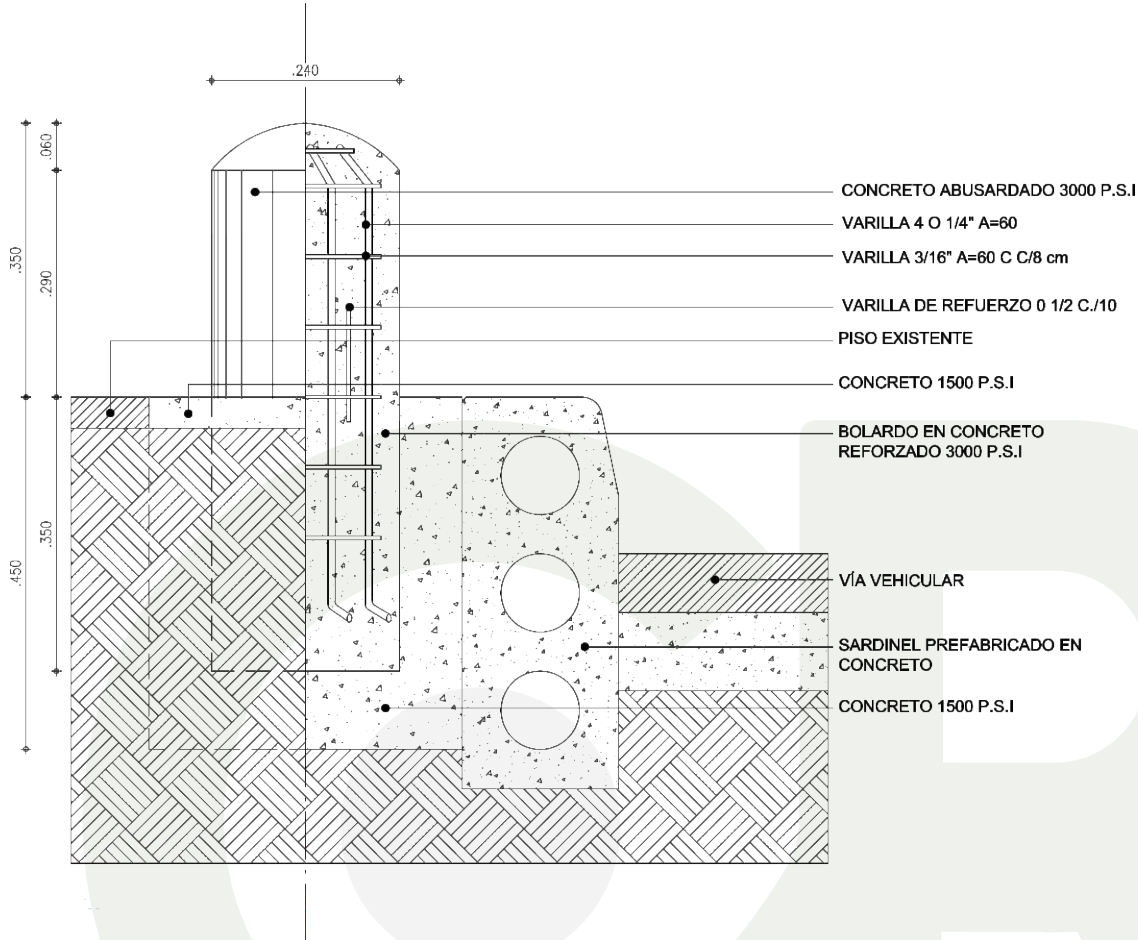 .240
.060
.350
.290
.350
.450
CONCRETO ABUSARDADO 3000 P.S.I
VARILLA 4 O 1/4" A=60
VARILLA 3/16" A=60 C C/8 cm
VARILLA DE REFUERZO 0 1/2 C./10
PISO EXISTENTE
CONCRETO 1500 P.S.I
BOLARDO EN CONCRETO
REFORZADO 3000 P.S.I
VÍA VEHICULAR
SARDINEL PREFABRICADO EN
CONCRETO
CONCRETO 1500 P.S.I